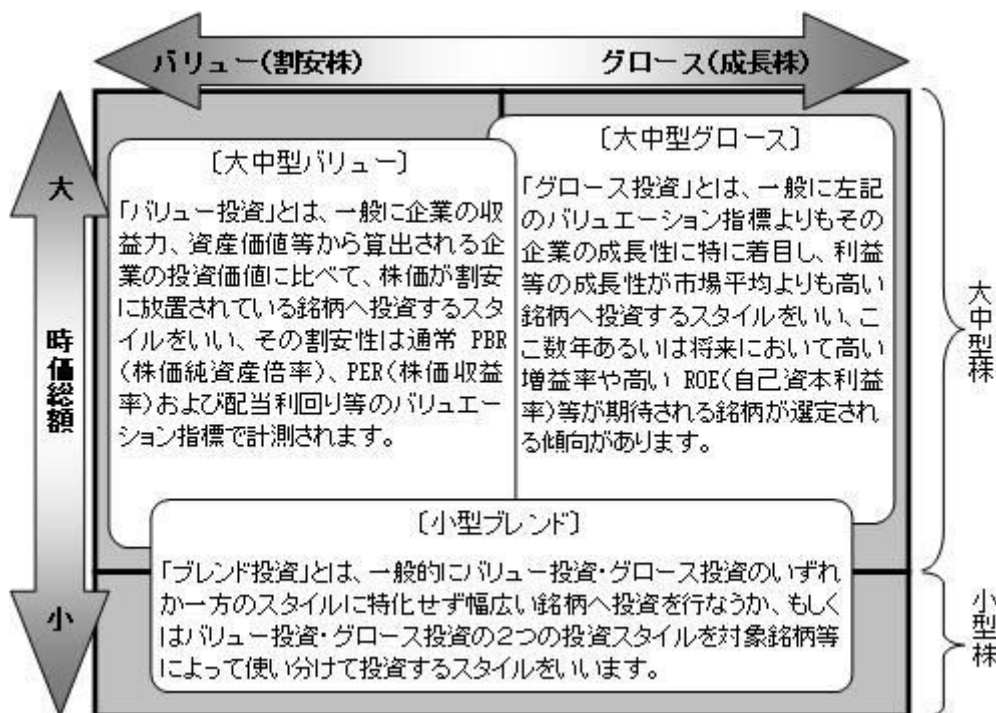 バリュー(割安株)
グロース(成長株)
大
時価総額
小
〔大中型バリュー〕
「バリュー投資」とは、一般に企業の収
益力、資産価値等から算出される企
業の投資価値に比べて、株価が割安
に放置されている銘柄へ投資するスタ
イルをいい、その割安性は通常 PBR
(株価純資産倍率)、PER(株価収益
率)および配当利回り等のバリュエー
ション指標で計測されます。
〔大中型グロース〕
「グロース投資」とは、一般に左記
のバリュエーション指標よりもその
企業の成長性に特に着目し、利益
等の成長性が市場平均よりも高い
銘柄へ投資するスタイルをいい、こ
こ数年あるいは将来において高い
増益率や高い ROE(自己資本利益
率)等が期待される銘柄が選定され
る傾向があります。
〔小型ブレンド〕
「ブレンド投資」とは、一般的にバリュー投資・グロース投資のいずれ
か一方のスタイルに特化せず幅広い銘柄へ投資を行なうか、もしく
はバリュー投資・グロース投資の2つの投資スタイルを対象銘柄等
によって使い分けて投資するスタイルをいいます。
大中型株
小型株